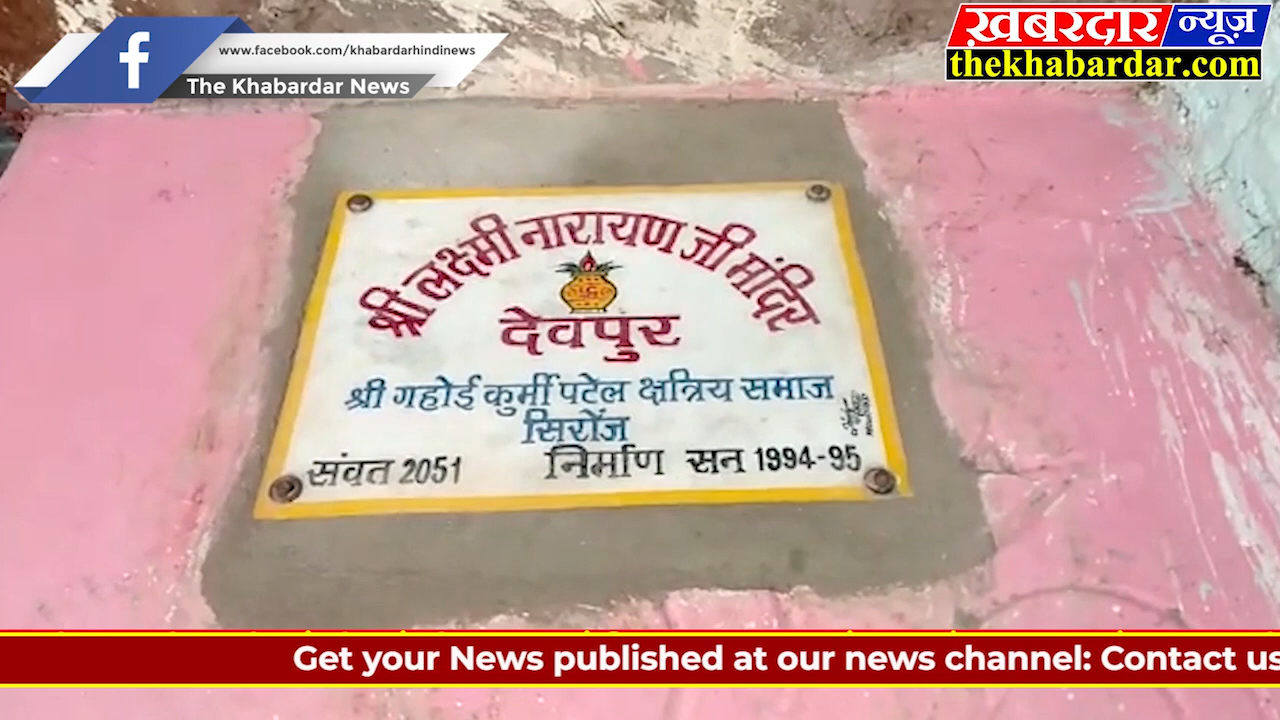 www.facebook.com/khabardarhindinews
The Khabardar News
ख़बरदार न्यूज़
thekhabardar.com
श्री लक्ष्मी नारायण जी मंदिर
देवपुर
श्री गहोई कुर्मी पटेल क्षत्रिय समाज
सिरोंज
संवत 2051 निर्माण सन 1994-95
Get your News published at our news channel: Contact us